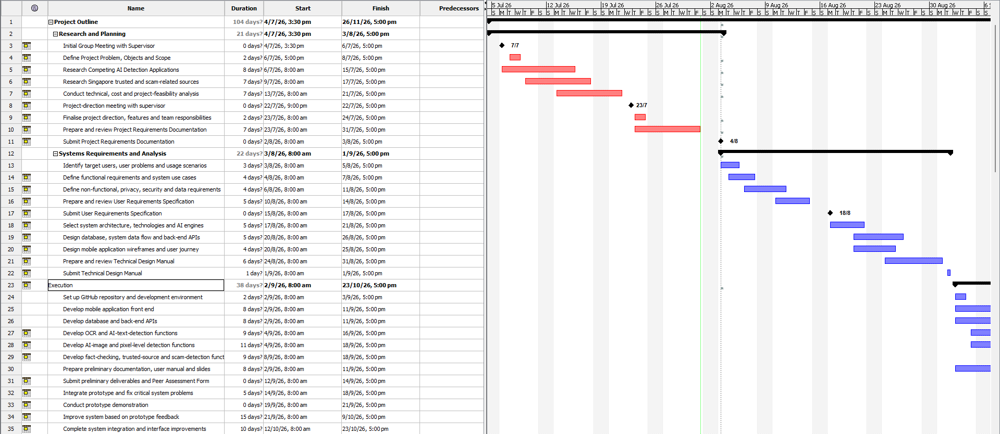 Name Duration Start Finish Predecessors
5 Jul 26 12 Jul 26 19 Jul 26 26 Jul 26 2 Aug 26 9 Aug 26 16 Aug 26 23 Aug 26 30 Aug 26 6 S
S M T W T F S S M T W T F S S M T W T F S S M T W T F S S M T W T F S S M T W T F S S M T W T F S S M T W T F S S M T W T F S S
1 Project Outline 104 days? 4/7/26, 3:30 pm 26/11/26, 5:00 pm
2 Research and Planning 21 days? 4/7/26, 3:30 pm 3/8/26, 5:00 pm
3 Initial Group Meeting with Supervisor 0 days? 4/7/26, 3:30 pm 6/7/26, 5:00 pm 7/7
4 Define Project Problem, Objects and Scope 2 days? 6/7/26, 5:00 pm 8/7/26, 5:00 pm
5 Research Competing AI Detection Applications 8 days? 6/7/26, 8:00 am 15/7/26, 5:00 pm
6 Research Singapore trusted and scam-related sources 7 days? 9/7/26, 8:00 am 17/7/26, 5:00 pm
7 Conduct technical, cost and project-feasibility analysis 7 days? 13/7/26, 8:00 am 21/7/26, 5:00 pm
8 Project-direction meeting with supervisor 0 days? 22/7/26, 9:00 pm 22/7/26, 5:00 pm 23/7
9 Finalise project direction, features and team responsibilities 2 days? 23/7/26, 8:00 am 24/7/26, 5:00 pm
10 Prepare and review Project Requirements Documentation 7 days? 23/7/26, 8:00 am 31/7/26, 5:00 pm
11 Submit Project Requirements Documentation 0 days? 2/8/26, 8:00 am 3/8/26, 5:00 pm 4/8
12 Systems Requirements and Analysis 22 days? 3/8/26, 8:00 am 1/9/26, 5:00 pm
13 Identify target users, user problems and usage scenarios 3 days? 3/8/26, 8:00 am 5/8/26, 5:00 pm
14 Define functional requirements and system use cases 4 days? 4/8/26, 8:00 am 7/8/26, 5:00 pm
15 Define non-functional, privacy, security and data requirements 4 days? 6/8/26, 8:00 am 11/8/26, 5:00 pm
16 Prepare and review User Requirements Specification 5 days? 10/8/26, 8:00 am 14/8/26, 5:00 pm
17 Submit User Requirements Specification 0 days? 15/8/26, 8:00 am 17/8/26, 5:00 pm 18/8
18 Select system architecture, technologies and AI engines 5 days? 17/8/26, 8:00 am 21/8/26, 5:00 pm
19 Design database, system data flow and back-end APIs 5 days? 20/8/26, 8:00 am 26/8/26, 5:00 pm
20 Design mobile application wireframes and user journey 4 days? 20/8/26, 8:00 am 25/8/26, 5:00 pm
21 Prepare and review Technical Design Manual 6 days? 24/8/26, 8:00 am 31/8/26, 5:00 pm
22 Submit Technical Design Manual 1 day? 1/9/26, 8:00 am 1/9/26, 5:00 pm
23 Execution 38 days? 2/9/26, 8:00 am 23/10/26, 5:00 pm
24 Set up GitHub repository and development environment 2 days? 2/9/26, 8:00 am 3/9/26, 5:00 pm
25 Develop mobile application front end 8 days? 2/9/26, 8:00 am 11/9/26, 5:00 pm
26 Develop database and back-end APIs 8 days? 2/9/26, 8:00 am 11/9/26, 5:00 pm
27 Develop OCR and AI-text-detection functions 9 days? 4/9/26, 8:00 am 16/9/26, 5:00 pm
28 Develop AI-image and pixel-level detection functions 11 days? 4/9/26, 8:00 am 18/9/26, 5:00 pm
29 Develop fact-checking, trusted-source and scam-detection funct 9 days? 8/9/26, 8:00 am 18/9/26, 5:00 pm
30 Prepare preliminary documentation, user manual and slides 8 days? 2/9/26, 8:00 am 11/9/26, 5:00 pm
31 Submit preliminary deliverables and Peer Assessment Form 0 days? 12/9/26, 8:00 am 14/9/26, 5:00 pm
32 Integrate prototype and fix critical system problems 5 days? 14/9/26, 8:00 am 18/9/26, 5:00 pm
33 Conduct prototype demonstration 0 days? 19/9/26, 8:00 am 21/9/26, 5:00 pm
34 Improve system based on prototype feedback 15 days? 21/9/26, 8:00 am 9/10/26, 5:00 pm
35 Complete system integration and interface improvements 10 days? 12/10/26, 8:00 am 23/10/26, 5:00 pm